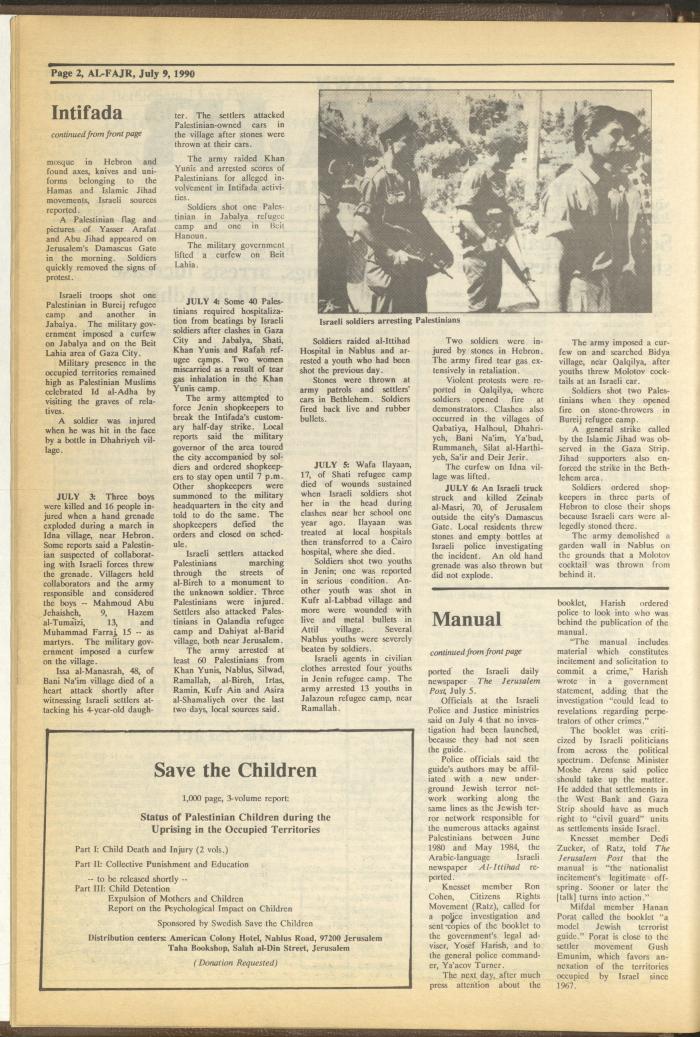 Page 2, AL-FAJR, July 9, 1990
Intifada
continued from front page
mosque in Hebron and
found axes, knives and uni-
forms belonging to the
Hamas and Islamic Jihad
movements, Israeli sources
reported.
A Palestinian flag and
pictures of Yasser Arafat
and Abu Jihad appeared on
Jerusalem's Damascus Gate
in the morning. Soldiers
quickly removed the signs of
protest.
Israeli troops shot one
Palestinian in Bureij refugee
camp and another in
Jabalya. The military gov-
ernment imposed a curfew
on Jabalya and on the Beit
Lahia area of Gaza City.
Military presence in the
occupied territories remained
high as Palestinian Muslims
celebrated Id al-Adha by
visiting the graves of rela-
tives.
A soldier was injured
when he was hit in the face
by a bottle in Dhahriyeh vil-
lage.
JULY 3: Three boys
were killed and 16 people in-
jured when a hand grenade
exploded during a march in
Idna village, near Hebron.
Some reports said a Palestin-
ian suspected of collaborat-
ing with Israeli forces threw
the grenade. Villagers held
collaborators and the army
responsible and considered
the boys -- Mahmoud Abu
Jehaisheh, 9, Hazem
al-Tumaizi, 13, and
Muhammad Farraj, 15 -- as
martyrs. The military gov-
ernment imposed a curfew
on the village.
Issa al-Manasrah, 48, of
Bani Na'im village died of a
heart attack shortly after
witnessing Israeli settlers at-
tacking his 4-year-old daugh-
ter. The settlers attacked
Palestinian-owned cars in
the village after stones were
thrown at their cars.
The army raided Khan
Yunis and arrested scores of
Palestinians for alleged in-
volvement in Intifada activi-
ties.
Soldiers shot one Pales-
tinian in Jabalya refugee
camp and one in Beit
Hanoun.
The military government
lifted a curfew on Beit
Lahia.
JULY 4: Some 40 Pales-
tinians required hospitaliza-
tion from beatings by Israeli
soldiers after clashes in Gaza
City and Jabalya, Shati,
Khan Yunis and Rafah ref-
ugee camps. Two women
miscarried as a result of tear
gas inhalation in the Khan
Yunis camp.
The army attempted to
force Jenin shopkeepers to
break the Intifada's custom-
ary half-day strike. Local
reports said the military
governor of the area toured
the city accompanied by sol-
diers and ordered shopkeep-
ers to stay open until 7 p.m.
Other shopkeepers were
summoned to the military
headquarters in the city and
told to do the same. The
shopkeepers defied the
orders and closed on sched-
ule.
Israeli settlers attacked
Palestinians marching
through the streets of
al-Bireh to a monument to
the unknown soldier. Three
Palestinians were injured.
Settlers also attacked Pales-
tinians in Qalandia refugee
camp and Dahiyat al-Barid
village, both near Jerusalem.
The army arrested at
least 60 Palestinians from
Khan Yunis, Nablus, Silwad,
Ramallah, al-Bireh, Irtas,
Ramin, Kufr Ain and Asira
al-Shamaliyeh over the last
two days, local sources said.
Israeli soldiers arresting Palestinians
Soldiers raided al-Ittihad
Hospital in Nablus and ar-
rested a youth who had been
shot the previous day.
Stones were thrown at
army patrols and settlers'
cars in Bethlehem. Soldiers
fired back live and rubber
bullets.
JULY 5: Wafa Ilayaan,
17, of Shati refugee camp
died of wounds sustained
when Israeli soldiers shot
her in the head during
clashes near her school one
year ago. Ilayaan was
treated at local hospitals
then transferred to a Cairo
hospital, where she died.
Soldiers shot two youths
in Jenin; one was reported
in serious condition. An-
other youth was shot in
Kufr al-Labbad village and
more were wounded with
live and metal bullets in
Attil village. Several
Nablus youths were severely
beaten by soldiers.
Israeli agents in civilian
clothes arrested four youths
in Jenin refugee camp. The
army arrested 13 youths in
Jalazoun refugee camp, near
Ramallah.
Two soldiers were in-
jured by stones in Hebron.
The army fired tear gas ex-
tensively in retaliation.
Violent protests were re-
ported in Qalqilya, where
soldiers opened fire at
demonstrators. Clashes also
occurred in the villages of
Qabatiya, Halhoul, Dhahri-
yeh, Bani Na'im, Ya'bad,
Rummaneh, Silat al-Harthi-
yeh, Sa'ir and Deir Jerir.
The curfew on Idna vil-
lage was lifted.
JULY 6: An Israeli truck
struck and killed Zeinab
al-Masri, 70, of Jerusalem
outside the city's Damascus
Gate. Local residents threw
stones and empty bottles at
Israeli police investigating
the incident. An old hand
grenade was also thrown but
did not explode.
The army imposed a cur-
few on and searched Bidya
village, near Qalqilya, after
youths threw Molotov cock-
tails at an Israeli car.
Soldiers shot two Pales-
tinians when they opened
fire on stone-throwers in
Bureij refugee camp.
A general strike called
by the Islamic Jihad was ob-
served in the Gaza Strip.
Jihad supporters also en-
forced the strike in the Beth-
lehem area.
Soldiers ordered shop-
keepers in three parts of
Hebron to close their shops
because Israeli cars were al-
legedly stoned there.
The army demolished a
garden wall in Nablus on
the grounds that a Molotov
cocktail was thrown from
behind it.
Manual
continued from front page
ported the Israeli daily
newspaper The Jerusalem
Post, July 5.
Officials at the Israeli
Police and Justice ministries
said on July 4 that no inves-
tigation had been launched,
because they had not seen
the guide.
Police officials said the
guide's authors may be affil-
iated with a new under-
ground Jewish terror net-
work working along the
same lines as the Jewish ter-
ror network responsible for
the numerous attacks against
Palestinians between June
1980 and May 1984, the
Arabic-language Israeli
newspaper Al-Ittihad re-
ported.
Knesset member Ron
Cohen, Citizens Rights
Movement (Ratz), called for
a police investigation and
sent copies of the booklet to
the government's legal ad-
viser, Yosef Harish, and to
the general police command-
er, Ya'acov Turner.
The next day, after much
press attention about the
booklet, Harish ordered
police to look into who was
behind the publication of the
manual.
"The manual includes
material which constitutes
incitement and solicitation to
commit a crime," Harish
wrote in a government
statement, adding that the
investigation "could lead to
revelations regarding perpe-
trators of other crimes."
The booklet was criti-
cized by Israeli politicians
from across the political
spectrum. Defense Minister
Moshe Arens said police
should take up the matter.
He added that settlements in
the West Bank and Gaza
Strip should have as much
right to "civil guard" units
as settlements inside Israel.
Knesset member Dedi
Zucker, of Ratz, told The
Jerusalem Post that the
manual is "the nationalist
incitement's legitimate off-
spring. Sooner or later the
[talk] turns into action."
Mifdal member Hanan
Porat called the booklet "a
model Jewish terrorist
guide." Porat is close to the
settler movement Gush
Emunim, which favors an-
nexation of the territories
occupied by Israel since
1967.
Save the Children
1,000 page, 3-volume report:
Status of Palestinian Children during the
Uprising in the Occupied Territories
Part I: Child Death and Injury (2 vols.)
Part II: Collective Punishment and Education
-- to be released shortly --
Part III: Child Detention
Expulsion of Mothers and Children
Report on the Psychological Impact on Children
Sponsored by Swedish Save the Children
Distribution centers: American Colony Hotel, Nablus Road, 97200 Jerusalem
Taha Bookshop, Salah al-Din Street, Jerusalem
(Donation Requested)